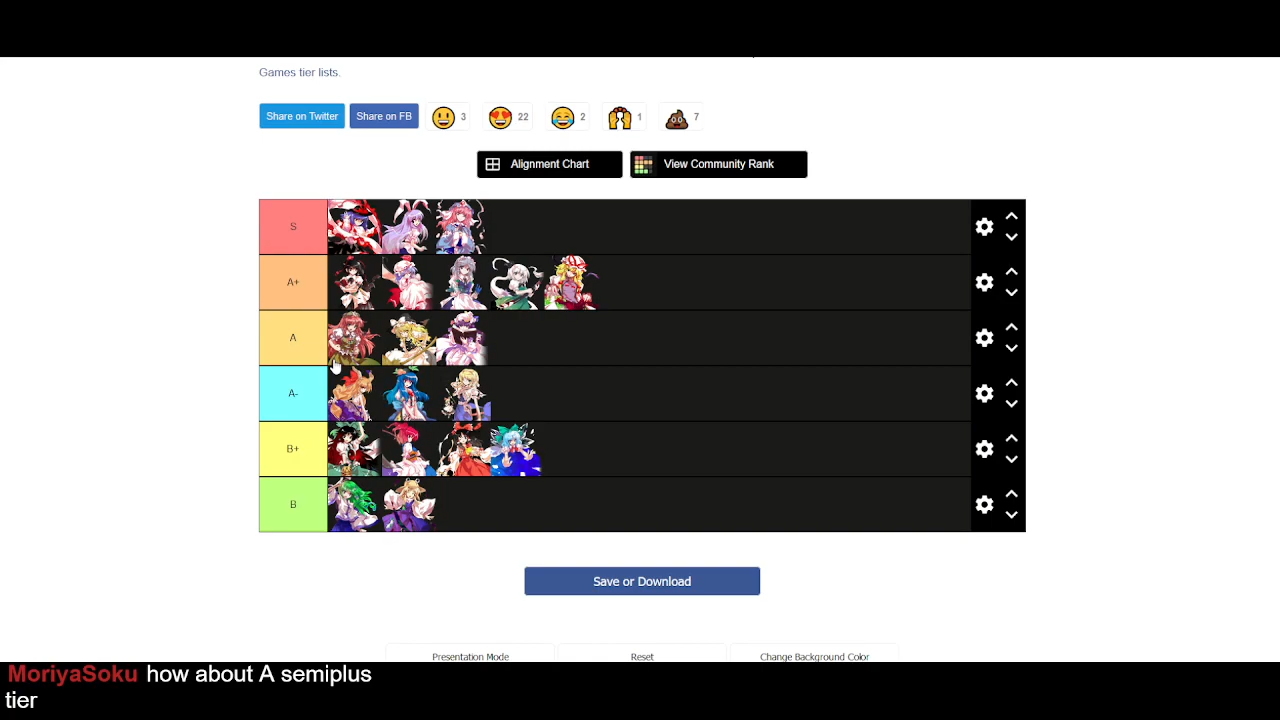 Games tier lists.
Share on Twitter Share on FB 3 22 2 1 7
Alignment Chart View Community Rank
S
A+
A
A-
B+
B
Save or Download
Presentation Mode Reset Change Background Color
MoriyaSoku how about A semiplus
tier